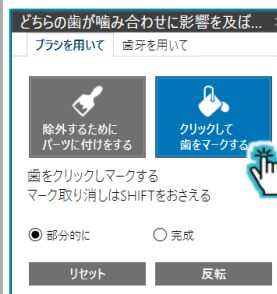 どちらの歯が噛み合わせに影響を及ぼ...
ブラシを用いて 歯牙を用いて
除外するために
パーツに付けをする
クリックして
歯をマークする
歯をクリックしマークする
マーク取り消しはSHIFTをおさえる
部分的に 完成
リセット 反転